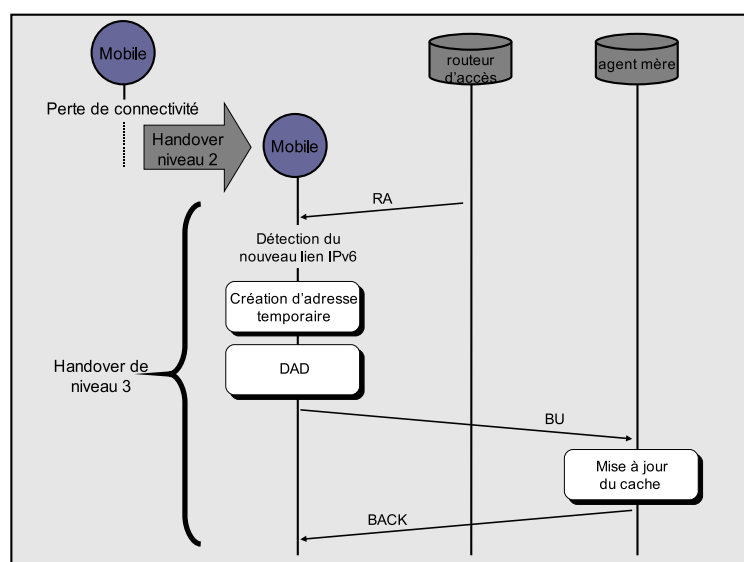 Mobile
routeur
d'accès
agent mère
Perte de connectivité
Handover
niveau 2
Mobile
RA
Détection du
nouveau lien IPv6
Création d'adresse
temporaire
Handover de
niveau 3
DAD
BU
Mise à jour
du cache
BACK